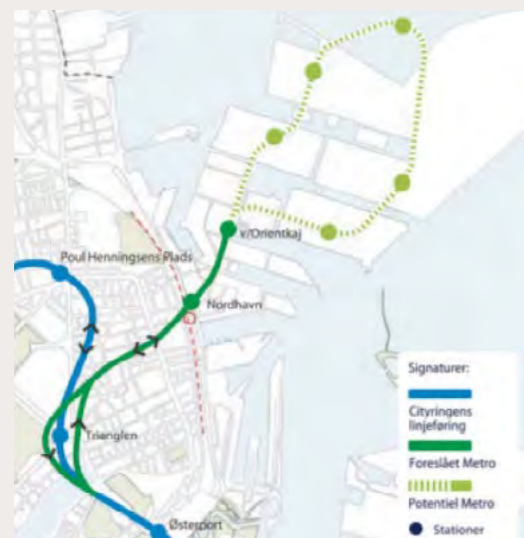 v/Orientkaj
Poul Henningsens Plads
Nordhavn
Trianglen
Østerport
Signaturer:
Cityringens
linjeføring
Foreslået Metro
Potentiel Metro
Stationer